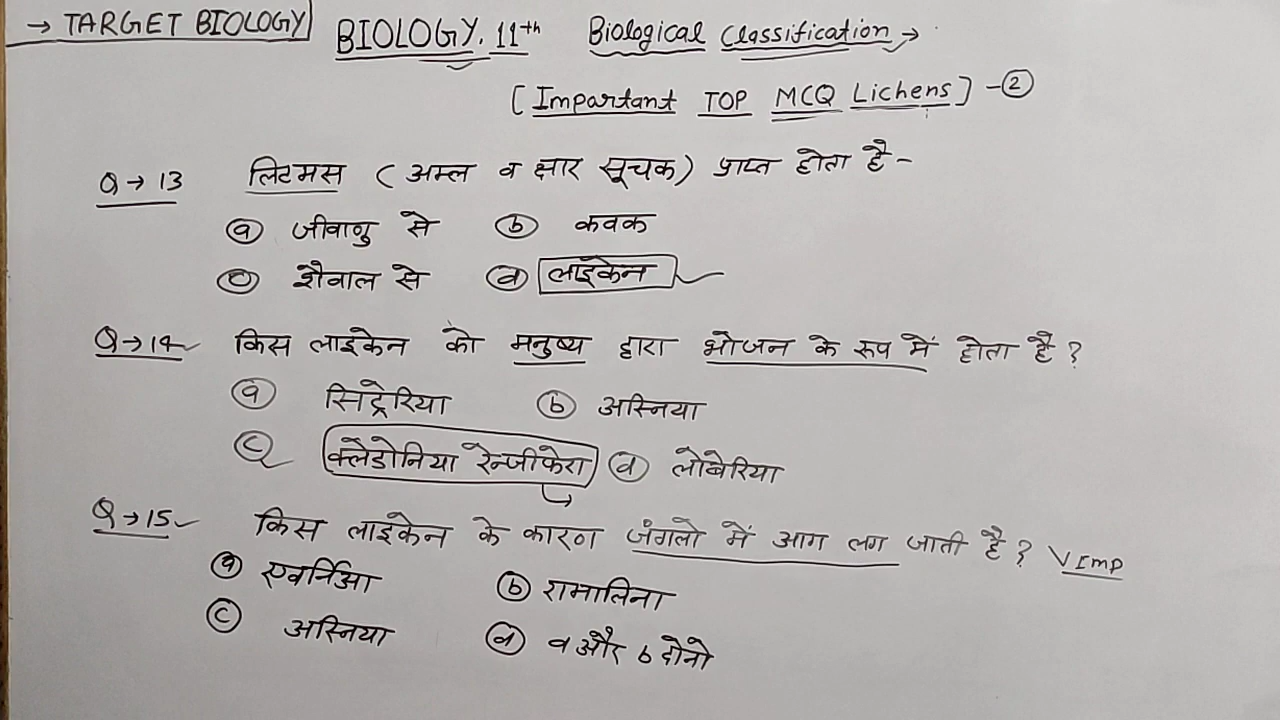 → TARGET BIOLOGY
BIOLOGY. 11th Biological Classification →
[Impartant TOP MCQ Lichens] - ②
Q → 13 लिटमस (अम्ल व क्षार सूचक) प्राप्त होता है -
ⓐ जीवाणु से ⓑ कवक
ⓒ शैवाल से ⓓ लाइकेन
Q → 14 किस लाइकेन को मनुष्य द्वारा भोजन के रूप में होता है ?
ⓐ सिट्रेरिया ⓑ अस्निया
ⓒ क्लैडोनिया रेन्जीफेरा ⓓ लोबेरिया
Q → 15 किस लाइकेन के कारण जंगलो में आग लग जाती है ? V Imp
ⓐ एवर्निआ ⓑ रामालिना
ⓒ अस्निया ⓓ व और b दोनो